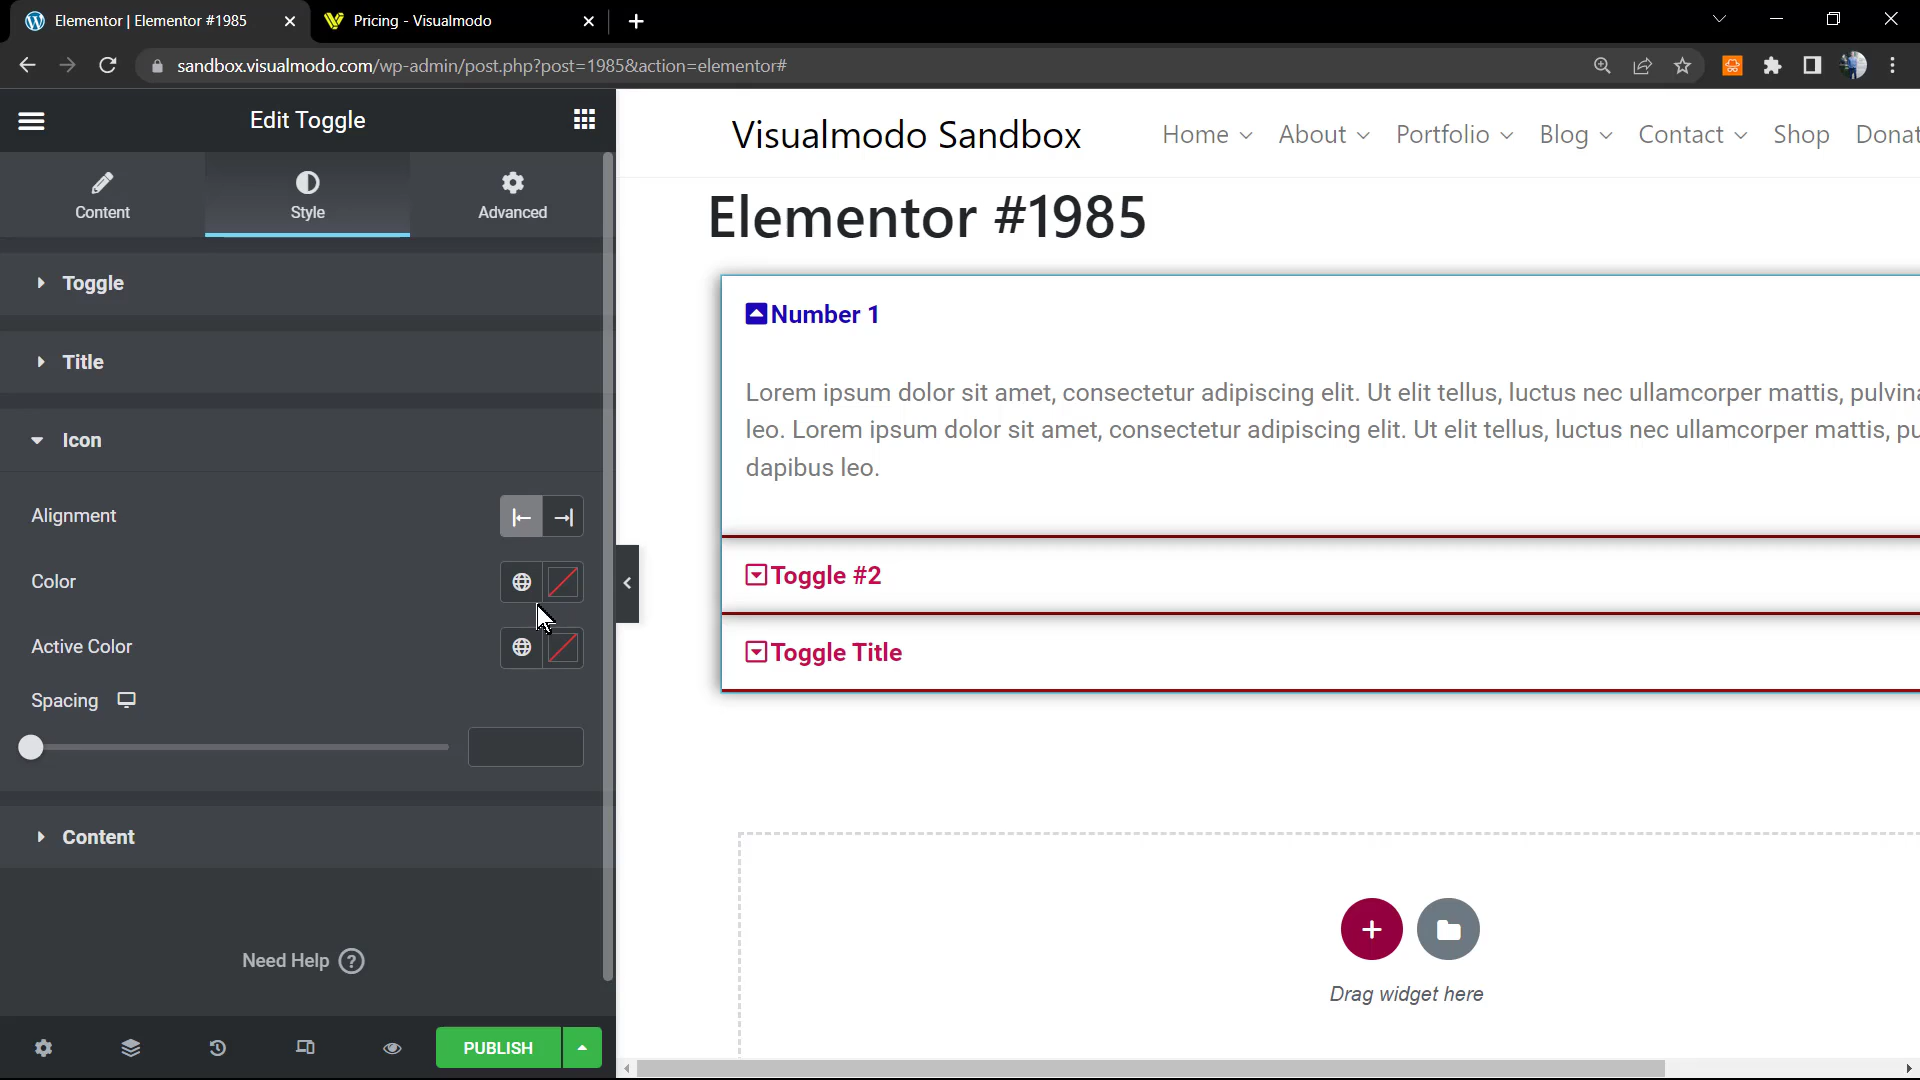 Elementor | Elementor #1985
Pricing - Visualmodo
sandbox.visualmodo.com/wp-admin/post.php?post=1985&action=elementor#
Edit Toggle
Content
Style
Advanced
Toggle
Title
Icon
Alignment
Color
Active Color
Spacing
Content
Need Help ?
PUBLISH
Visualmodo Sandbox
Home
About
Portfolio
Blog
Contact
Shop
Donat
Elementor #1985
Number 1
Lorem ipsum dolor sit amet, consectetur adipiscing elit. Ut elit tellus, luctus nec ullamcorper mattis, pulvina
leo. Lorem ipsum dolor sit amet, consectetur adipiscing elit. Ut elit tellus, luctus nec ullamcorper mattis, pu
dapibus leo.
Toggle #2
Toggle Title
Drag widget here